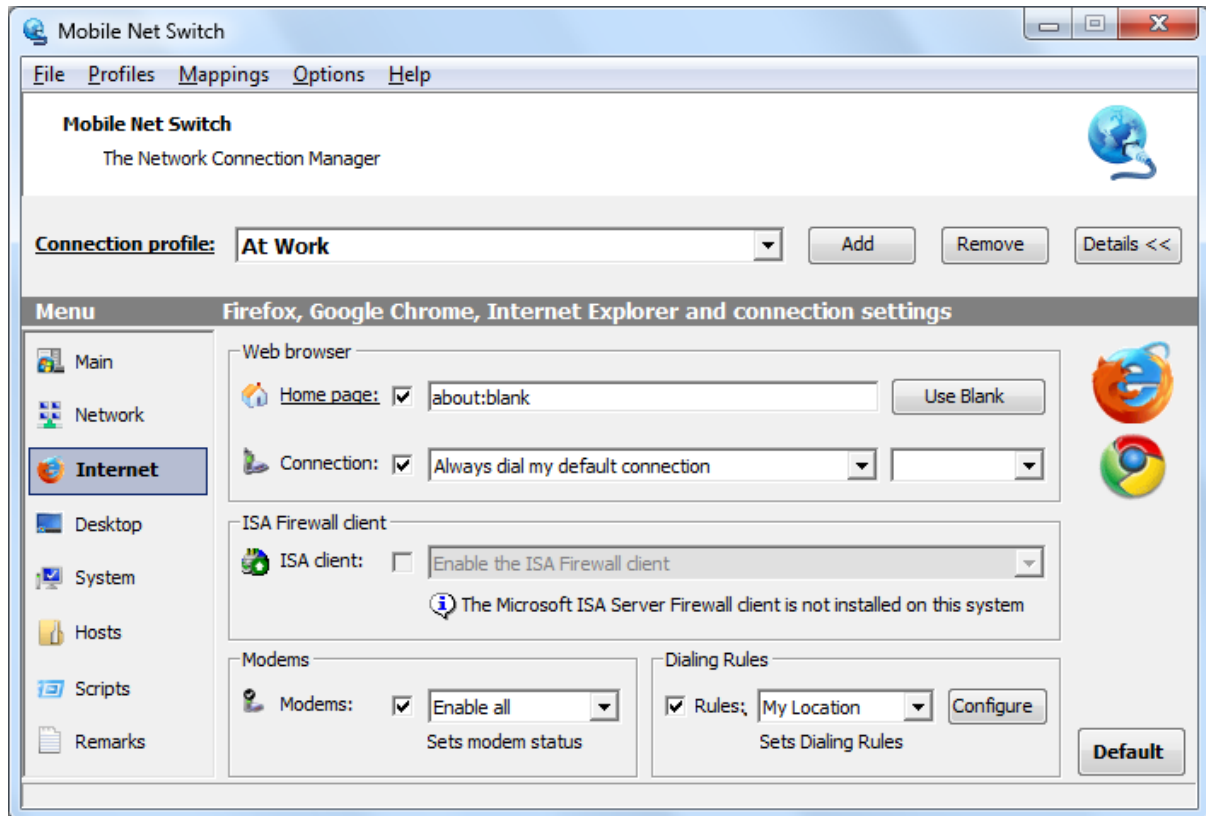 Mobile Net Switch
File Profiles Mappings Options Help
Mobile Net Switch
The Network Connection Manager
Connection profile: At Work Add Remove Details <<
Menu Firefox, Google Chrome, Internet Explorer and connection settings
Main
Network
Internet
Desktop
System
Hosts
Scripts
Remarks
Web browser
Home page: about:blank Use Blank
Connection: Always dial my default connection
ISA Firewall client
ISA client: Enable the ISA Firewall client
The Microsoft ISA Server Firewall client is not installed on this system
Modems
Modems: Enable all
Sets modem status
Dialing Rules
Rules: My Location Configure
Sets Dialing Rules
Default